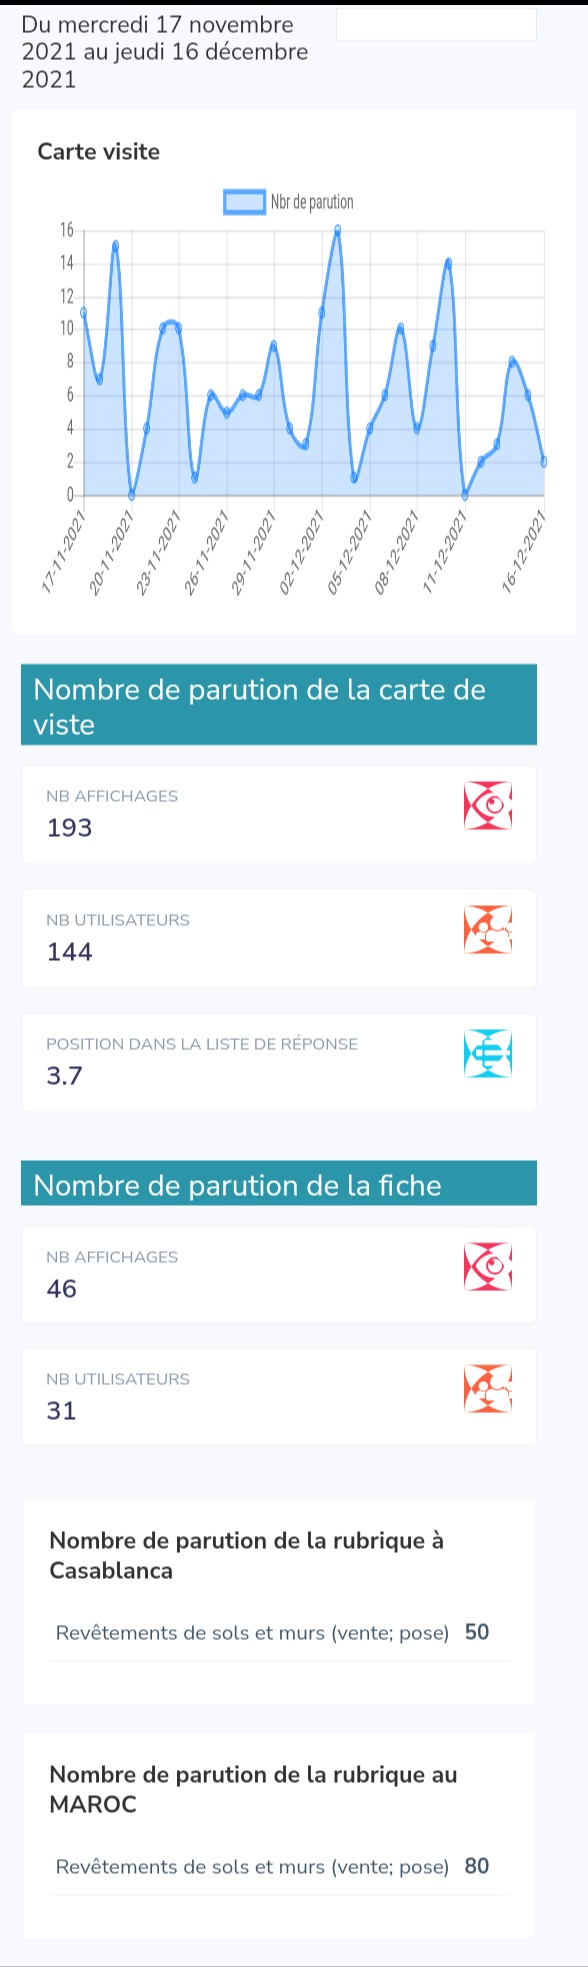 Du mercredi 17 novembre
2021 au jeudi 16 décembre
2021
Carte visite
Nbr de parution
16
14
12
10
8
6
4
2
0
17-11-2021
20-11-2021
23-11-2021
26-11-2021
29-11-2021
02-12-2021
05-12-2021
08-12-2021
11-12-2021
16-12-2021
Nombre de parution de la carte de
viste
NB AFFICHAGES
193
NB UTILISATEURS
144
POSITION DANS LA LISTE DE RÉPONSE
3.7
Nombre de parution de la fiche
NB AFFICHAGES
46
NB UTILISATEURS
31
Nombre de parution de la rubrique à
Casablanca
Revêtements de sols et murs (vente; pose) 50
Nombre de parution de la rubrique au
MAROC
Revêtements de sols et murs (vente; pose) 80